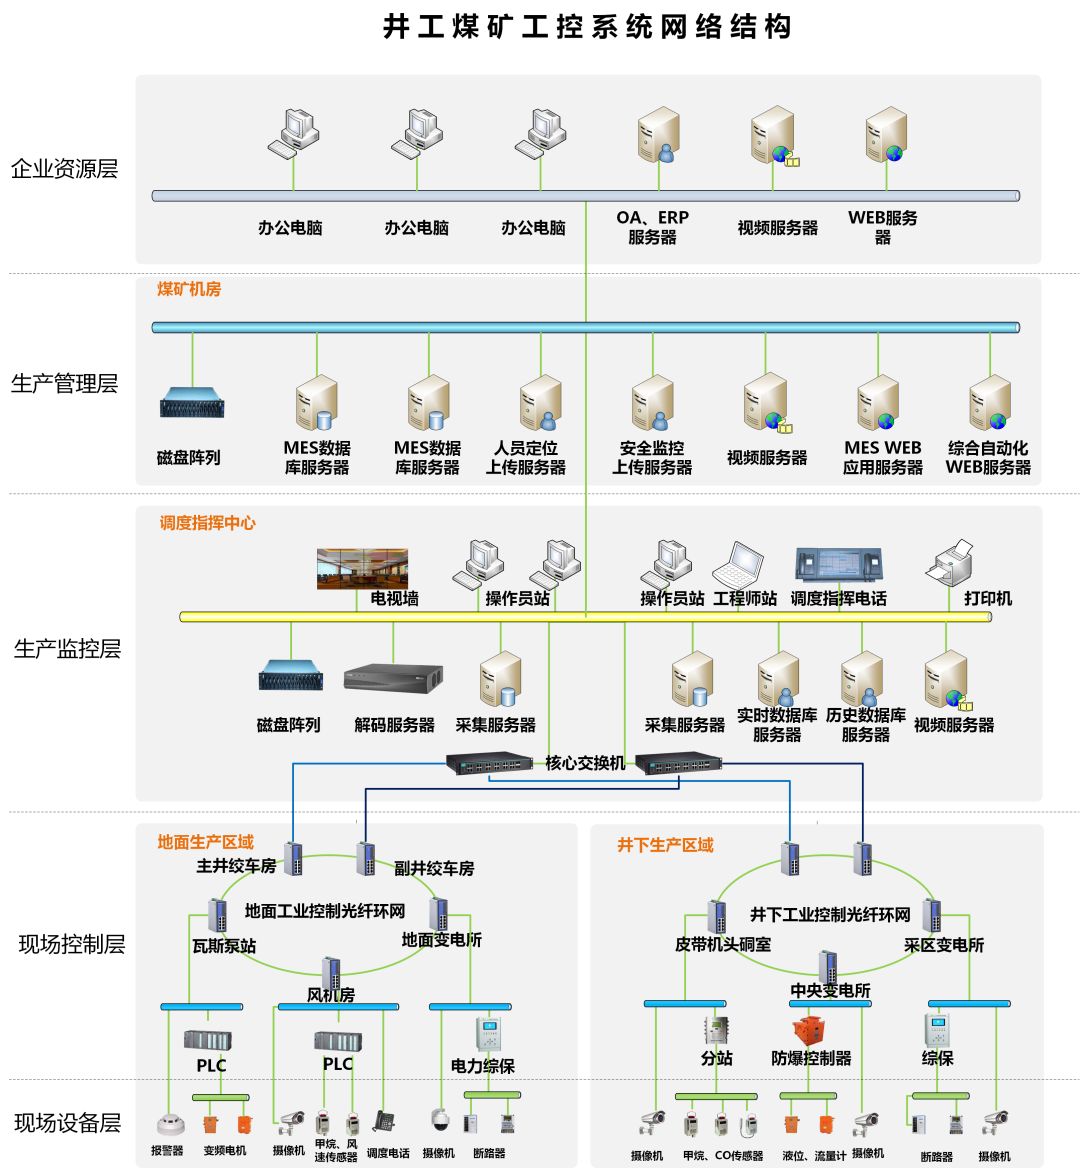 井工煤矿工控系统网络结构
企业资源层
办公电脑
办公电脑
办公电脑
OA、ERP
服务器
视频服务器
WEB服务
器
煤矿机房
生产管理层
磁盘阵列
MES数据
库服务器
MES数据
库服务器
人员定位
上传服务器
安全监控
上传服务器
视频服务器
MES WEB
应用服务器
综合自动化
WEB服务器
调度指挥中心
电视墙
操作员站
操作员站
工程师站
调度指挥电话
打印机
生产监控层
磁盘阵列
解码服务器
采集服务器
采集服务器
实时数据库
服务器
历史数据库
服务器
视频服务器
核心交换机
现场控制层
地面生产区域
主井绞车房
副井绞车房
地面工业控制光纤环网
瓦斯泵站
地面变电所
风机房
PLC
PLC
电力综保
井下生产区域
井下工业控制光纤环网
皮带机头硐室
采区变电所
中央变电所
分站
防爆控制器
综保
现场设备层
报警器
变频电机
摄像机
甲烷、风
速传感器
调度电话
摄像机
断路器
摄像机
甲烷、CO传感器
液位、流量计
摄像机
断路器
摄像机